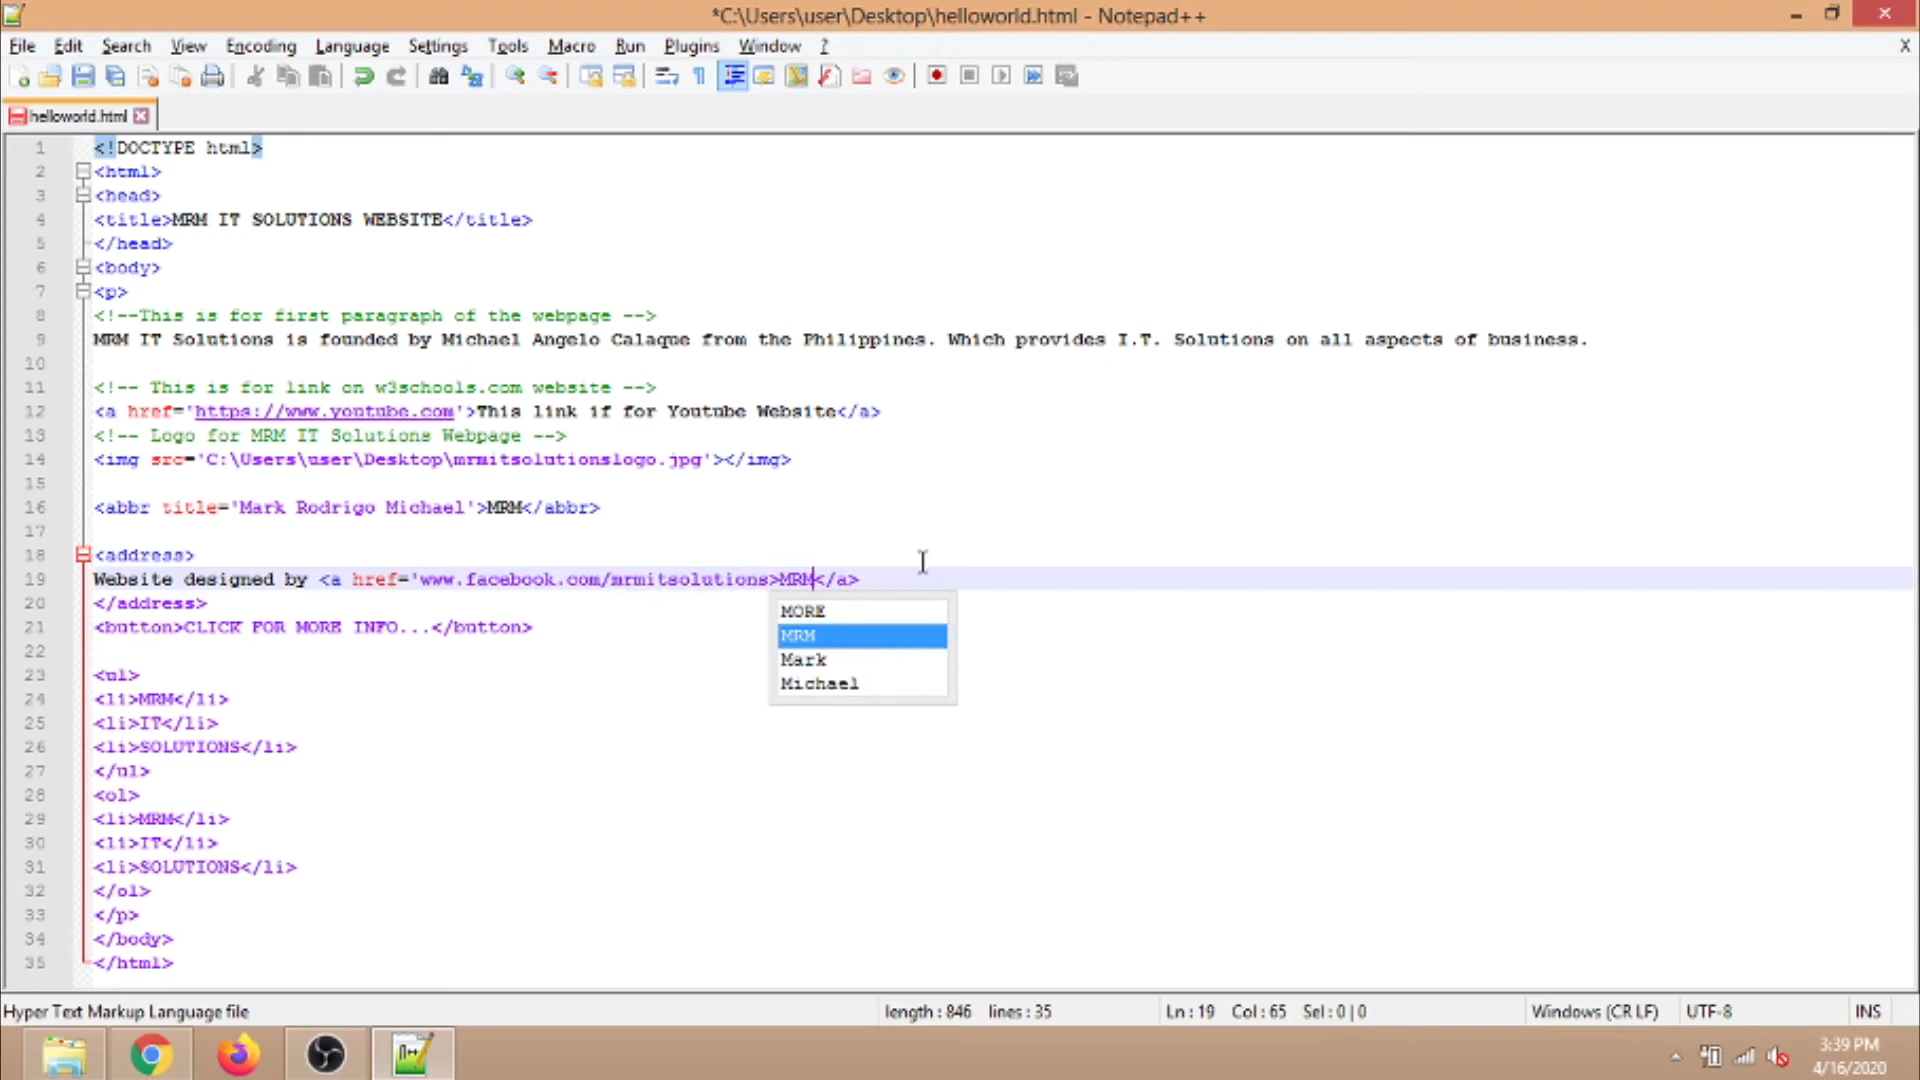 *C:\Users\user\Desktop\helloworld.html - Notepad++
File Edit Search View Encoding Language Settings Tools Macro Run Plugins Window ? X
helloworld.html
1 <!DOCTYPE html>
2 <html>
3 <head>
4 <title>MRM IT SOLUTIONS WEBSITE</title>
5 </head>
6 <body>
7 <p>
8 <!--This is for first paragraph of the webpage -->
9 MRM IT Solutions is founded by Michael Angelo Calaque from the Philippines. Which provides I.T. Solutions on all aspects of business.
10
11 <!-- This is for link on w3schools.com website -->
12 <a href='https://www.youtube.com'>This link if for Youtube Website</a>
13 <!-- Logo for MRM IT Solutions Webpage -->
14 <img src='C:\Users\user\Desktop\mrmitsolutionslogo.jpg'></img>
15
16 <abbr title='Mark Rodrigo Michael'>MRM</abbr>
17
18 <address>
19 Website designed by <a href='www.facebook.com/mrmitsolutions>MRM</a>
20 </address>
MORE
21 <button>CLICK FOR MORE INFO...</button>
MRM
22
Mark
23 <ul>
Michael
24 <li>MRM</li>
25 <li>IT</li>
26 <li>SOLUTIONS</li>
27 </ul>
28 <ol>
29 <li>MRM</li>
30 <li>IT</li>
31 <li>SOLUTIONS</li>
32 </ol>
33 </p>
34 </body>
35 </html>
Hyper Text Markup Language file length : 846 lines : 35 Ln : 19 Col : 65 Sel : 0 | 0 Windows (CR LF) UTF-8 INS
3:39 PM
4/16/2020